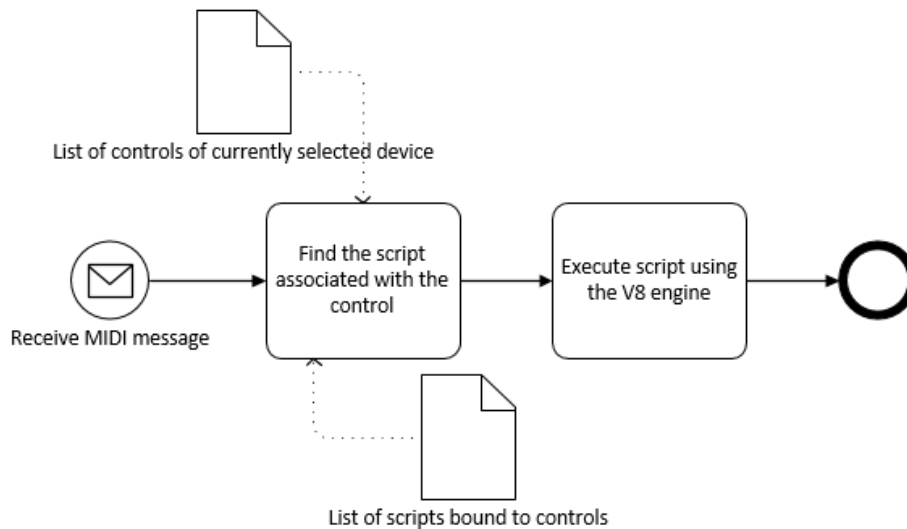 List of controls of currently selected device
Find the script
associated with the
control
Execute script using
the V8 engine
Receive MIDI message
List of scripts bound to controls